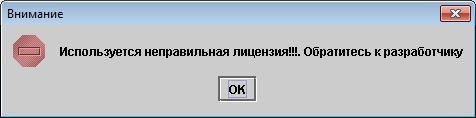 Внимание
Используется неправильная лицензия!!!. Обратитесь к разработчику
OK